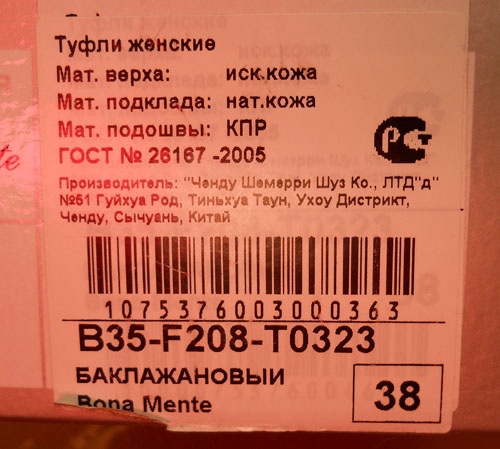 Туфли женские
Мат. верха: иск.кожа
Мат. подклада: нат.кожа
Мат. подошвы: КПР
ГОСТ № 26167 -2005
Производитель: "Ченду Шемерри Шуз Ко., ЛТД"д"
№51 Гуйхуа Род, Тиньхуа Таун, Ухоу Дистрикт,
Ченду, Сычуань, Китай
1075376003000363
B35-F208-T0323
БАКЛАЖАНОВЫЙ
38
Bona Mente